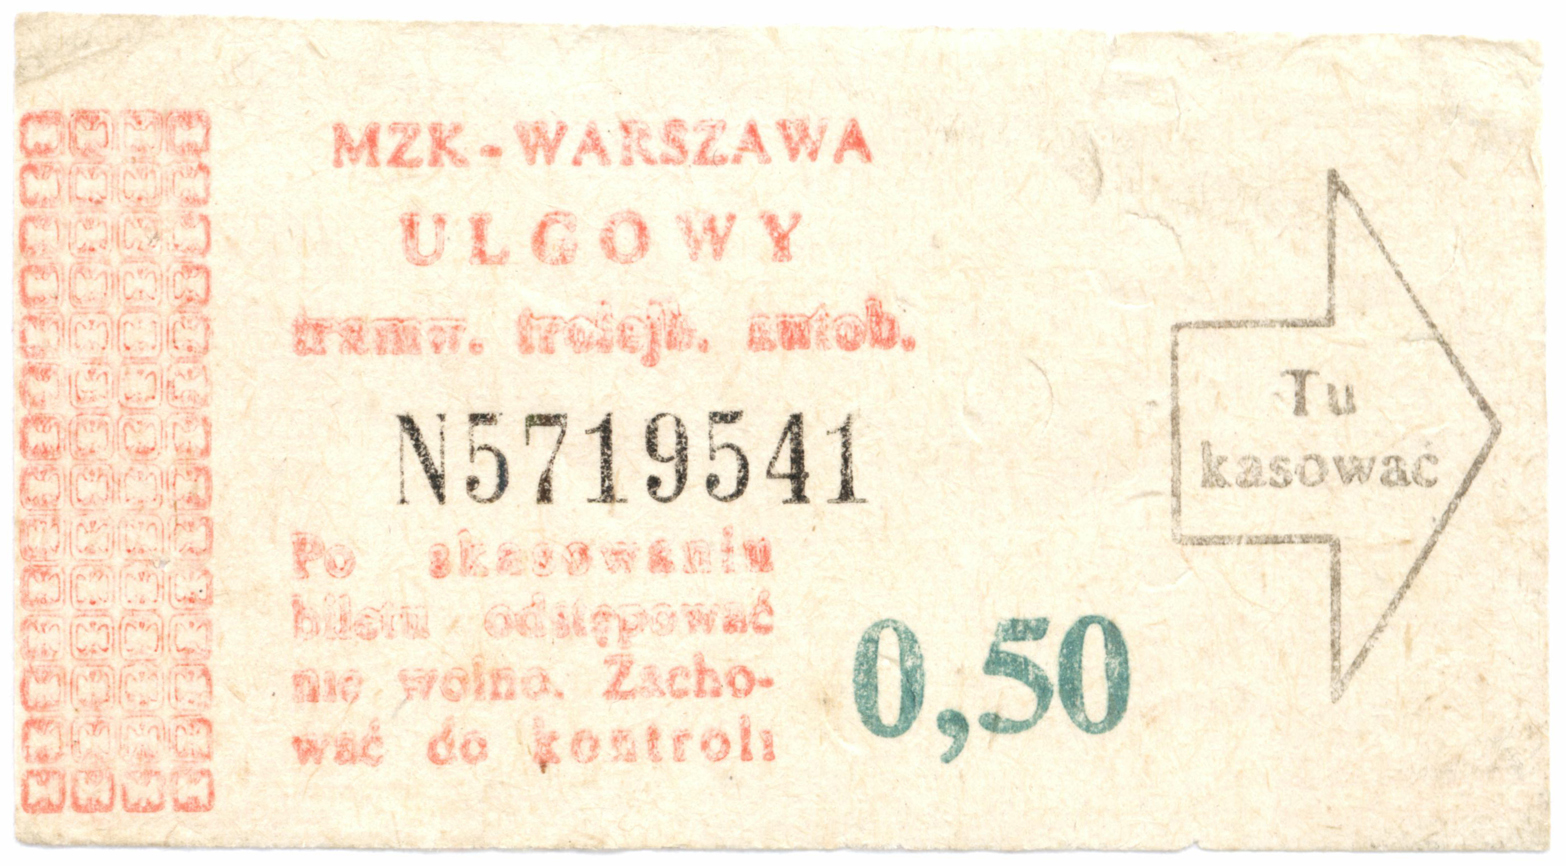 MZK-WARSZAWA
ULGOWY
tramw. trolejb. autob.
N5719541
Po skasowaniu
biletu odstępować
nie wolno. Zacho-
wać do kontroli
0,50
Tu
kasować